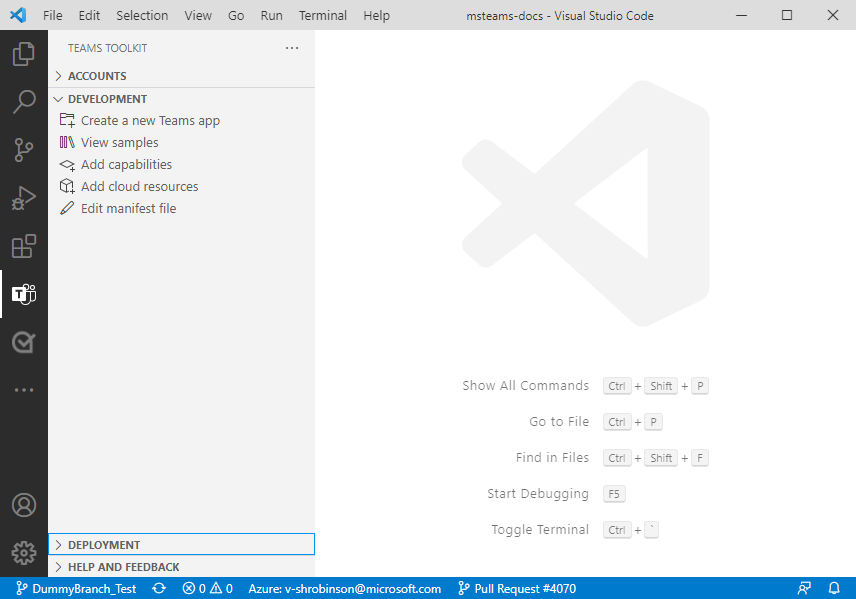 File Edit Selection View Go Run Terminal Help msteams-docs - Visual Studio Code
TEAMS TOOLKIT
ACCOUNTS
DEVELOPMENT
Create a new Teams app
View samples
Add capabilities
Add cloud resources
Edit manifest file
Show All Commands Ctrl + Shift + P
Go to File Ctrl + P
Find in Files Ctrl + Shift + F
Start Debugging F5
Toggle Terminal Ctrl + `
DEPLOYMENT
HELP AND FEEDBACK
DummyBranch_Test 0 0 Azure: v-shrobinson@microsoft.com Pull Request #4070